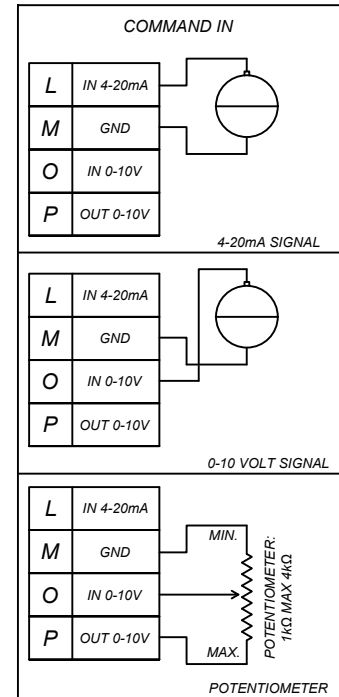 COMMAND IN
L IN 4-20mA
M GND
O IN 0-10V
P OUT 0-10V
4-20mA SIGNAL
L IN 4-20mA
M GND
O IN 0-10V
P OUT 0-10V
0-10 VOLT SIGNAL
L IN 4-20mA
M GND
O IN 0-10V
P OUT 0-10V
MIN.
MAX.
POTENTIOMETER:
1kΩ MAX 4kΩ
POTENTIOMETER